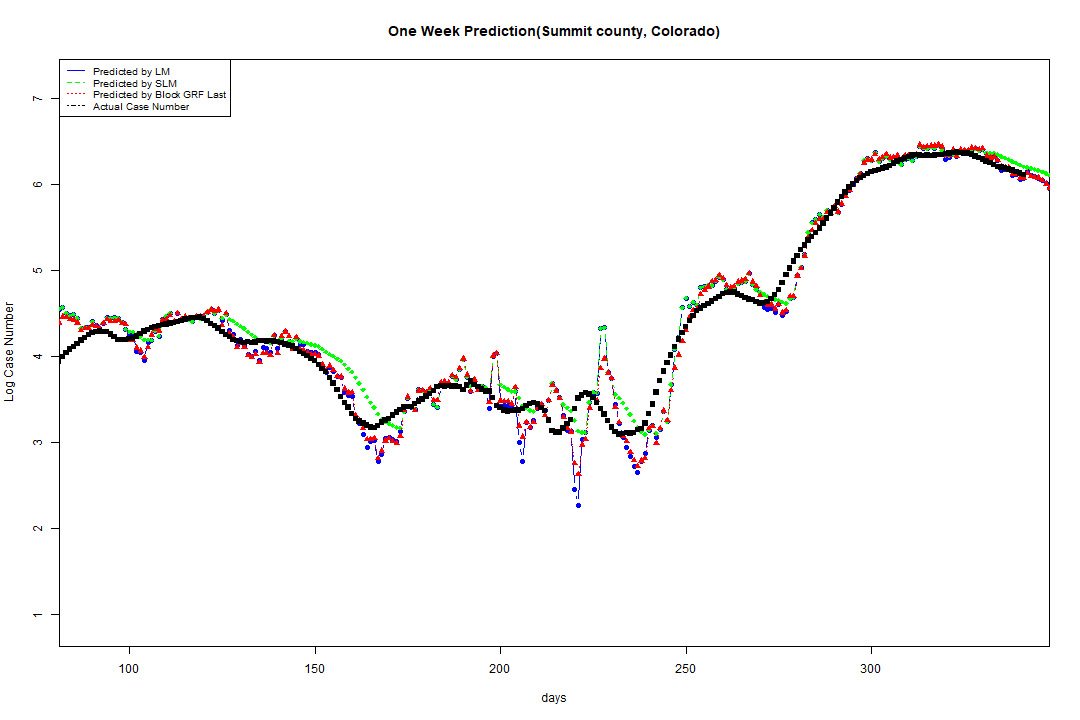 One Week Prediction(Summit county, Colorado)
Predicted by LM
Predicted by SLM
Predicted by Block GRF Last
Actual Case Number
7
6
5
4
3
2
1
Log Case Number
100 150 200 250 300
days